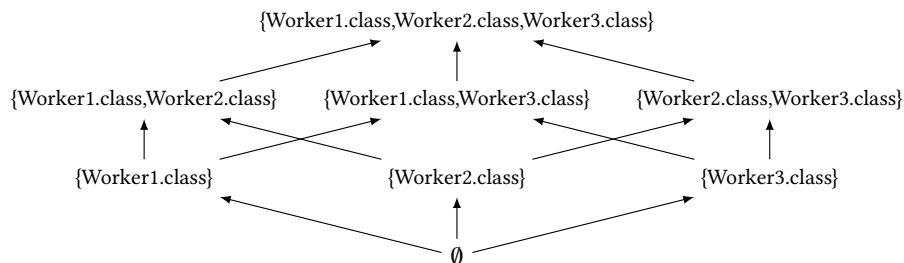 {Worker1.class,Worker2.class,Worker3.class}
{Worker1.class,Worker2.class} {Worker1.class,Worker3.class} {Worker2.class,Worker3.class}
{Worker1.class} {Worker2.class} {Worker3.class}
∅